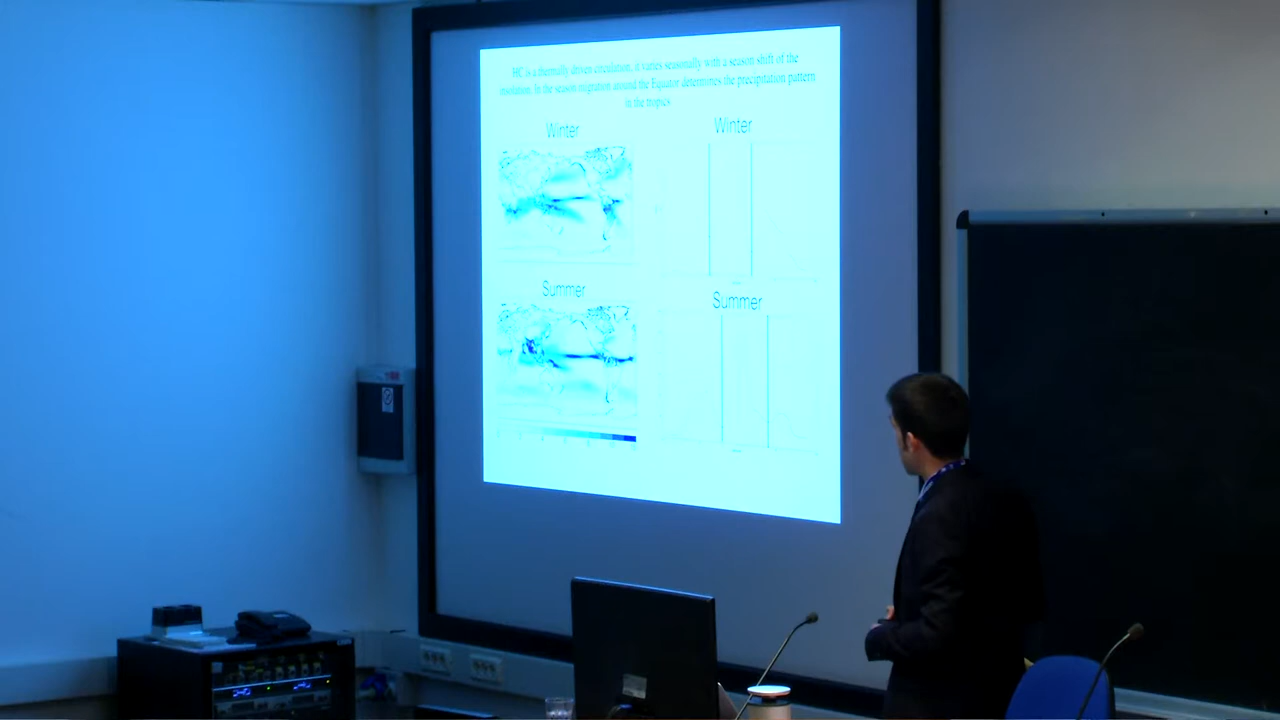 HC is a thermally driven circulation, it varies seasonally with a season shift of the
insolution. In the season migration around the Equator determines the precipitation pattern
in the tropics
Winter
Winter
Summer
Summer